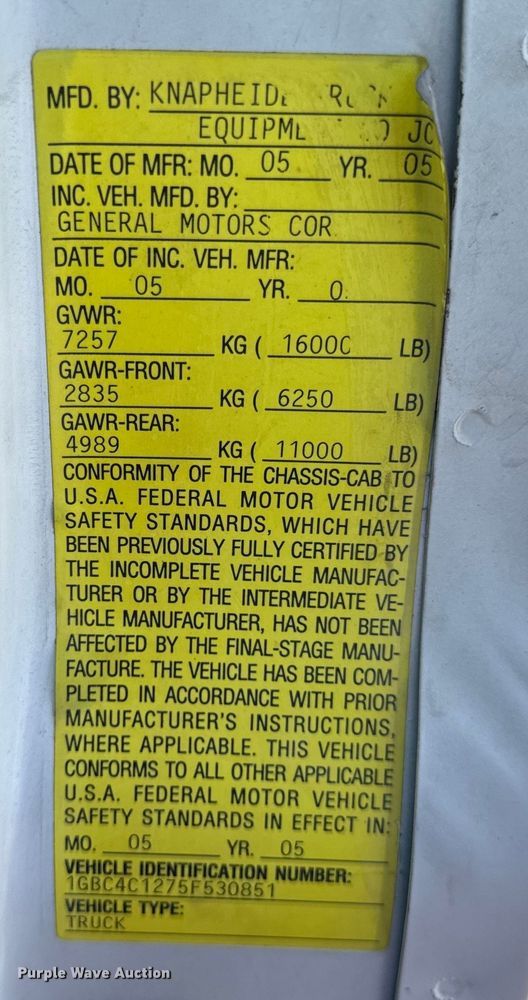 MFD. BY: KNAPHEIDE
EQUIPM JC
DATE OF MFR: MO. 05 YR. 05
INC. VEH. MFD. BY:
GENERAL MOTORS COR
DATE OF INC. VEH. MFR:
MO. 05 YR. 0
GVWR:
7257 KG ( 16000 LB)
GAWR-FRONT:
2835 KG ( 6250 LB)
GAWR-REAR:
4989 KG ( 11000 LB)
CONFORMITY OF THE CHASSIS-CAB TO
U.S.A. FEDERAL MOTOR VEHICLE
SAFETY STANDARDS, WHICH HAVE
BEEN PREVIOUSLY FULLY CERTIFIED BY
THE INCOMPLETE VEHICLE MANUFAC-
TURER OR BY THE INTERMEDIATE VE-
HICLE MANUFACTURER, HAS NOT BEEN
AFFECTED BY THE FINAL-STAGE MANU-
FACTURE. THE VEHICLE HAS BEEN COM-
PLETED IN ACCORDANCE WITH PRIOR
MANUFACTURER'S INSTRUCTIONS,
WHERE APPLICABLE. THIS VEHICLE
CONFORMS TO ALL OTHER APPLICABLE
U.S.A. FEDERAL MOTOR VEHICLE
SAFETY STANDARDS IN EFFECT IN:
MO. 05 YR. 05
VEHICLE IDENTIFICATION NUMBER:
1GBC4C1275F530851
VEHICLE TYPE:
TRUCK
Purple Wave Auction